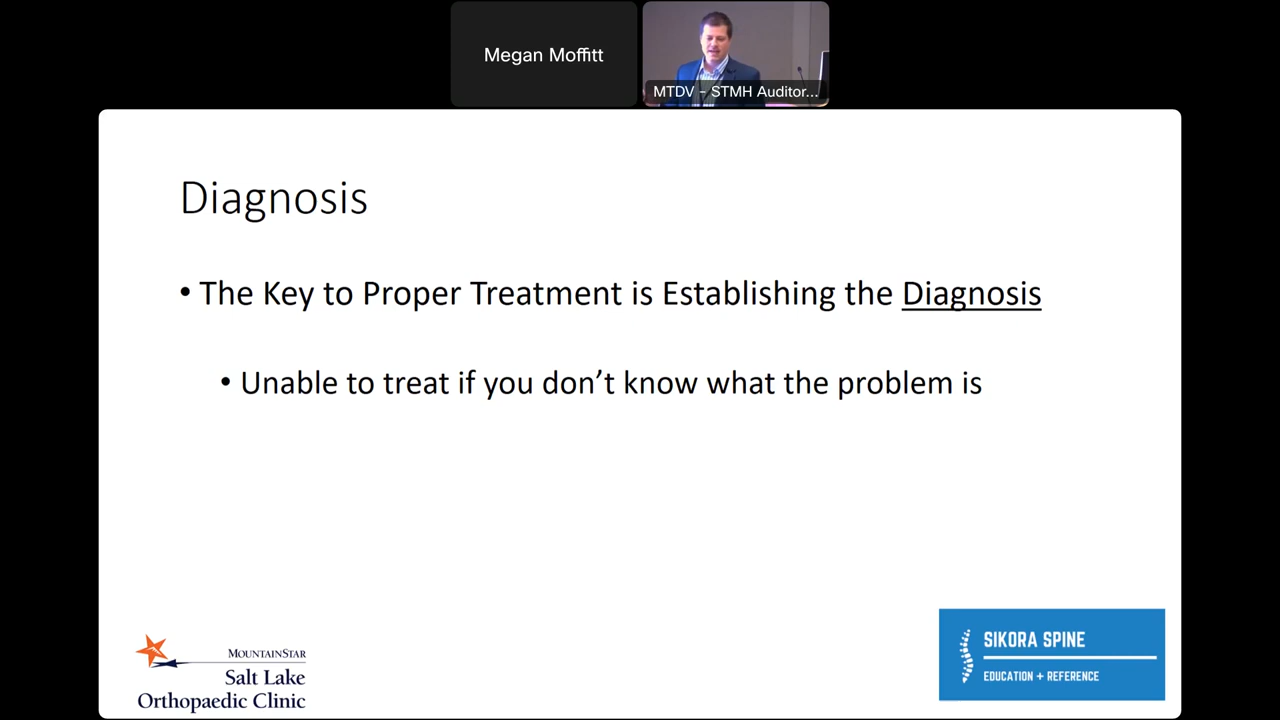 Megan Moffitt
MTDV - STMH Auditor...
Diagnosis
• The Key to Proper Treatment is Establishing the Diagnosis
• Unable to treat if you don’t know what the problem is
MOUNTAINSTAR
Salt Lake
Orthopaedic Clinic
SIKORA SPINE
EDUCATION + REFERENCE